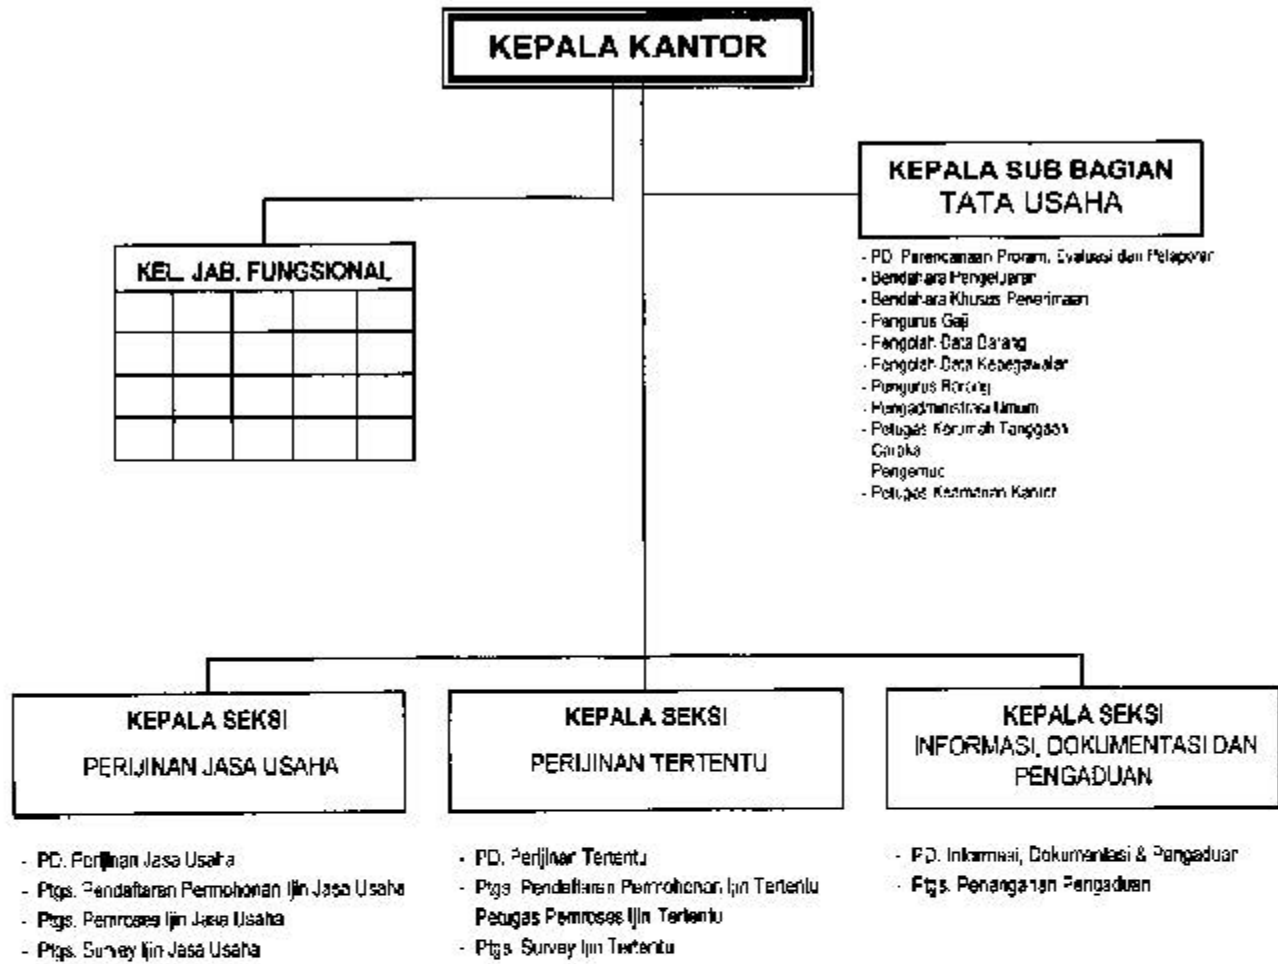 KEPALA KANTOR
KEPALA SUB BAGIAN
TATA USAHA
KEL. JAB. FUNGSIONAL
- PD. Perencanaan Proram, Evaluasi dan Pelaporan
- Bendahara Pengeluaran
- Bendahara Khusus Penerimaan
- Pengurus Gaji
- Pengolah Data Barang
- Pengolah Data Kepegawaian
- Pengurus Barang
- Pengadministrasi Umum
- Petugas Kerumah Tanggaan
Caraka
Pengemudi
- Petugas Keamanan Kantor
KEPALA SEKSI
PERIJINAN JASA USAHA
KEPALA SEKSI
PERIJINAN TERTENTU
KEPALA SEKSI
INFORMASI, DOKUMENTASI DAN
PENGADUAN
- PD. Perijinan Jasa Usaha
- Ptgs. Pendaftaran Permohonan Ijin Jasa Usaha
- Ptgs. Pemroses Ijin Jasa Usaha
- Ptgs. Survey Ijin Jasa Usaha
- PD. Perijinan Tertentu
- Ptgs. Pendaftaran Permohonan Ijin Tertentu
Petugas Pemroses Ijin Tertentu
- Ptgs. Survey Ijin Tertentu
- PD. Informasi, Dokumentasi & Pengaduan
- Ptgs. Penanganan Pengaduan